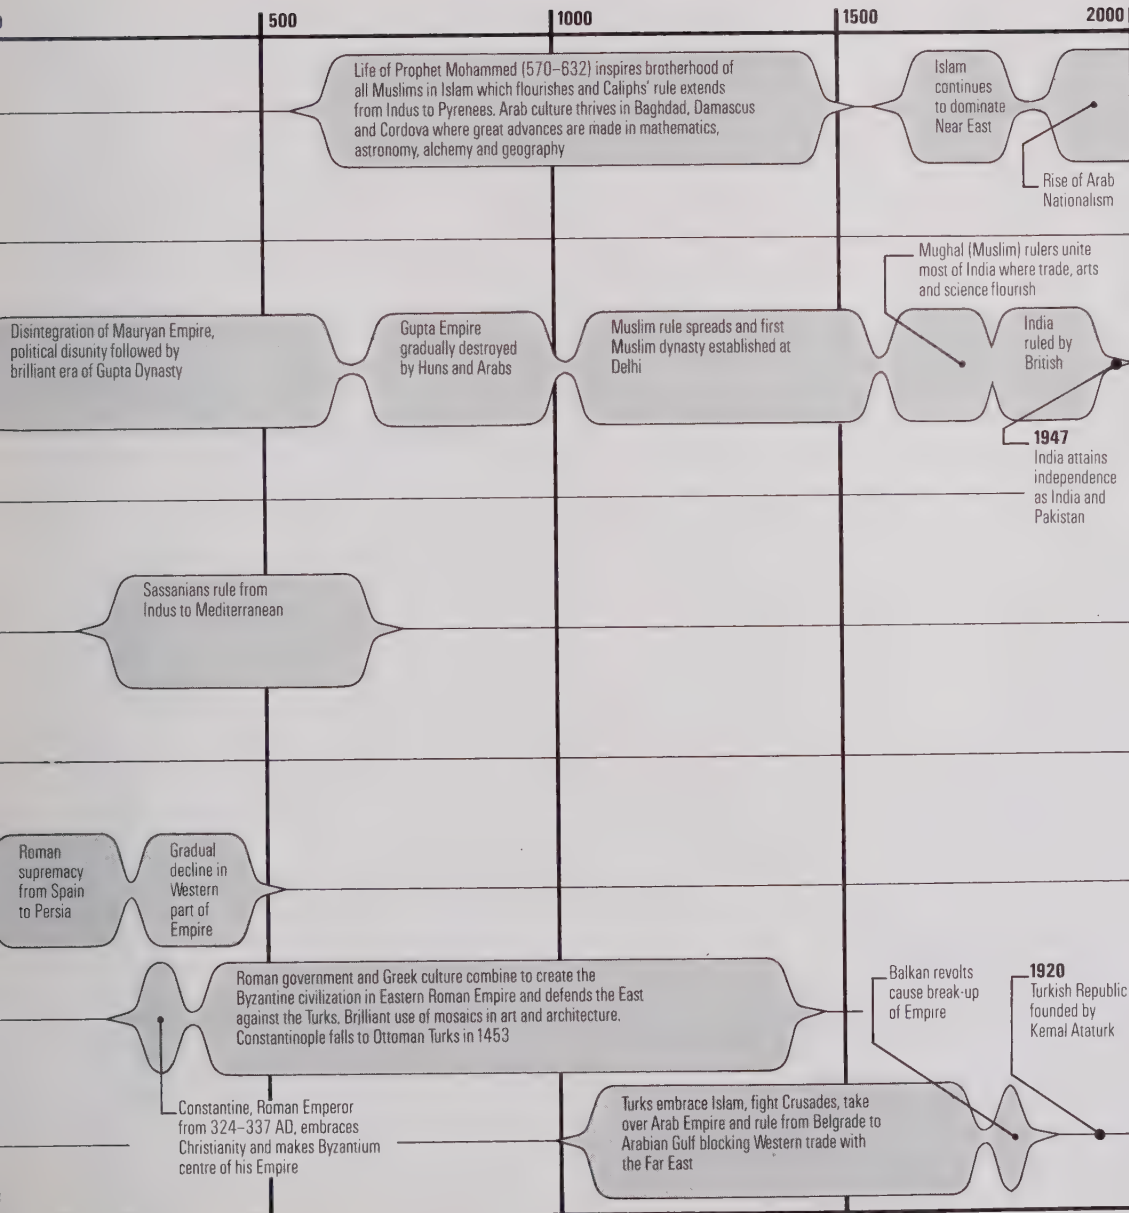 0
500
1000
1500
2000
Life of Prophet Mohammed (570–632) inspires brotherhood of
all Muslims in Islam which flourishes and Caliphs' rule extends
from Indus to Pyrenees. Arab culture thrives in Baghdad, Damascus
and Cordova where great advances are made in mathematics,
astronomy, alchemy and geography
Islam
continues
to dominate
Near East
Rise of Arab
Nationalism
Mughal (Muslim) rulers unite
most of India where trade, arts
and science flourish
Disintegration of Mauryan Empire,
political disunity followed by
brilliant era of Gupta Dynasty
Gupta Empire
gradually destroyed
by Huns and Arabs
Muslim rule spreads and first
Muslim dynasty established at
Delhi
India
ruled by
British
1947
India attains
independence
as India and
Pakistan
Sassanians rule from
Indus to Mediterranean
Roman
supremacy
from Spain
to Persia
Gradual
decline in
Western
part of
Empire
Roman government and Greek culture combine to create the
Byzantine civilization in Eastern Roman Empire and defends the East
against the Turks. Brilliant use of mosaics in art and architecture.
Constantinople falls to Ottoman Turks in 1453
Balkan revolts
cause break-up
of Empire
1920
Turkish Republic
founded by
Kemal Ataturk
Constantine, Roman Emperor
from 324–337 AD, embraces
Christianity and makes Byzantium
centre of his Empire
Turks embrace Islam, fight Crusades, take
over Arab Empire and rule from Belgrade to
Arabian Gulf blocking Western trade with
the Far East